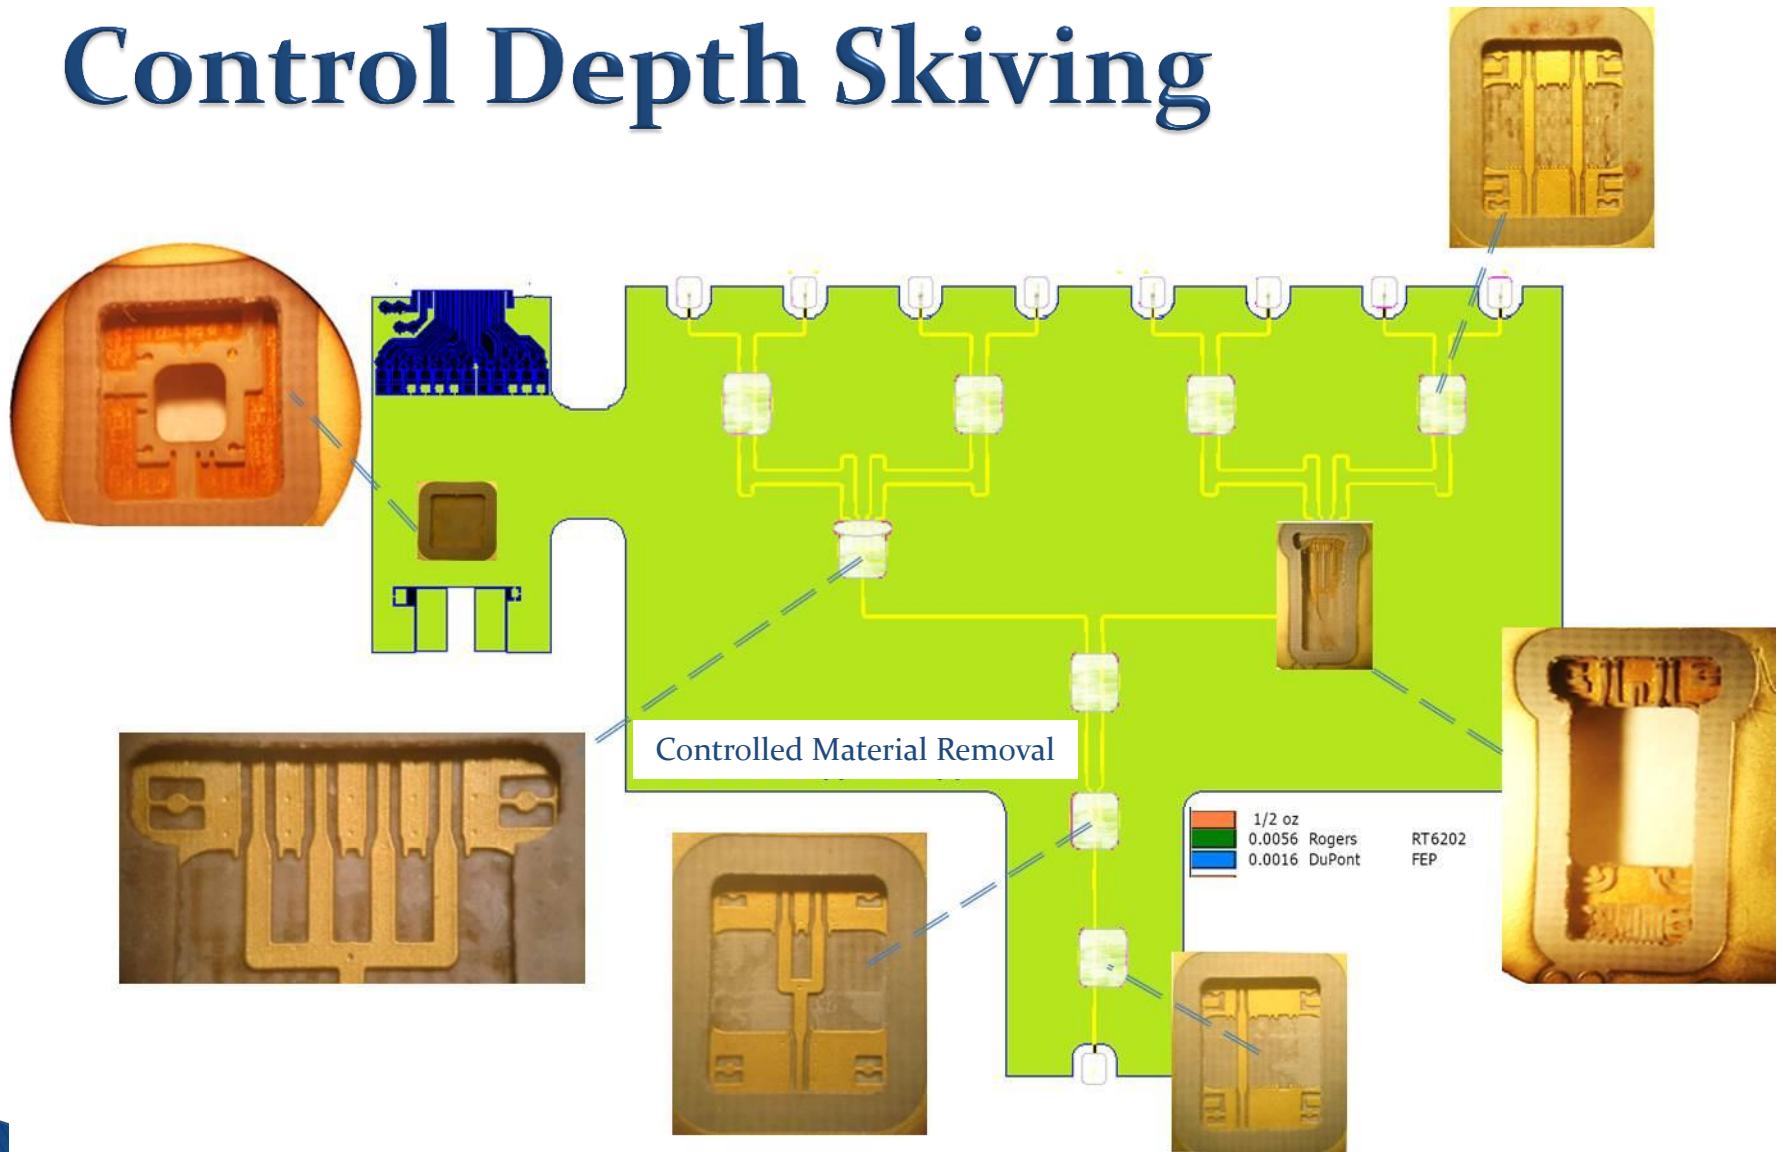 Control Depth Skiving
Controlled Material Removal
1/2 oz
0.0056 Rogers RT6202
0.0016 DuPont FEP